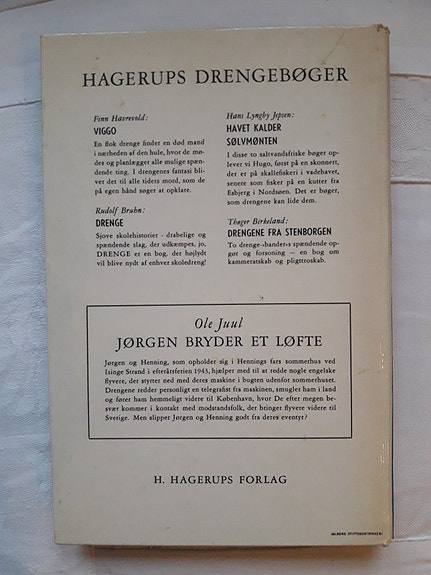 HAGERUPS DRENGEBØGER
Finn Havrevold:
VIGGO
En flok drenge finder en død mand
i nærheden af den hule, hvor de mø-
des og planlægger alle mulige spæn-
dende ting. I drengenes fantasi bli-
ver det til alle tiders mord, som de
på egen hånd søger at opklare.
Rudolf Bruhn:
DRENGE
Sjove skolehistorier - drabelige og
spændende slag, der udkæmpes, jo,
DRENGE er en bog, der højlydt
vil blive nydt af enhver skoledreng!
Hans Lyngby Jepsen:
HAVET KALDER
SØLVMØNTEN
I disse to saltvandsfriske bøger op-
lever vi Hugo, først på en skonnert,
der er på skallefiskeri i vadehavet,
senere som fisker på en kutter fra
Esbjerg i Nordsøen. Det er bøger,
som drengene kan lide dem.
Thøger Birkeland:
DRENGENE FRA STENBORGEN
To drenge-»banders« spændende op-
gør og forsoning — en bog om
kammeratskab og pligttroskab.
Ole Juul
JØRGEN BRYDER ET LØFTE
Jørgen og Henning, som opholder sig i Hennings fars sommerhus ved
Isinge Strand i efterårsferien 1943, hjælper med til at redde nogle engelske
flyvere, der styrter ned med deres maskine i bugten udenfor sommerhuset.
Drengene redder personligt en telegrafist fra maskinen, smugler ham i land
og fører ham hemmeligt videre til København, hvor De efter megen be-
svær kommer i kontakt med modstandsfolk, der bringer flyvere videre til
Sverige. Men slipper Jørgen og Henning godt fra deres eventyr?
H. HAGERUPS FORLAG
AALBORG STIFTSBOGTRYKKERI